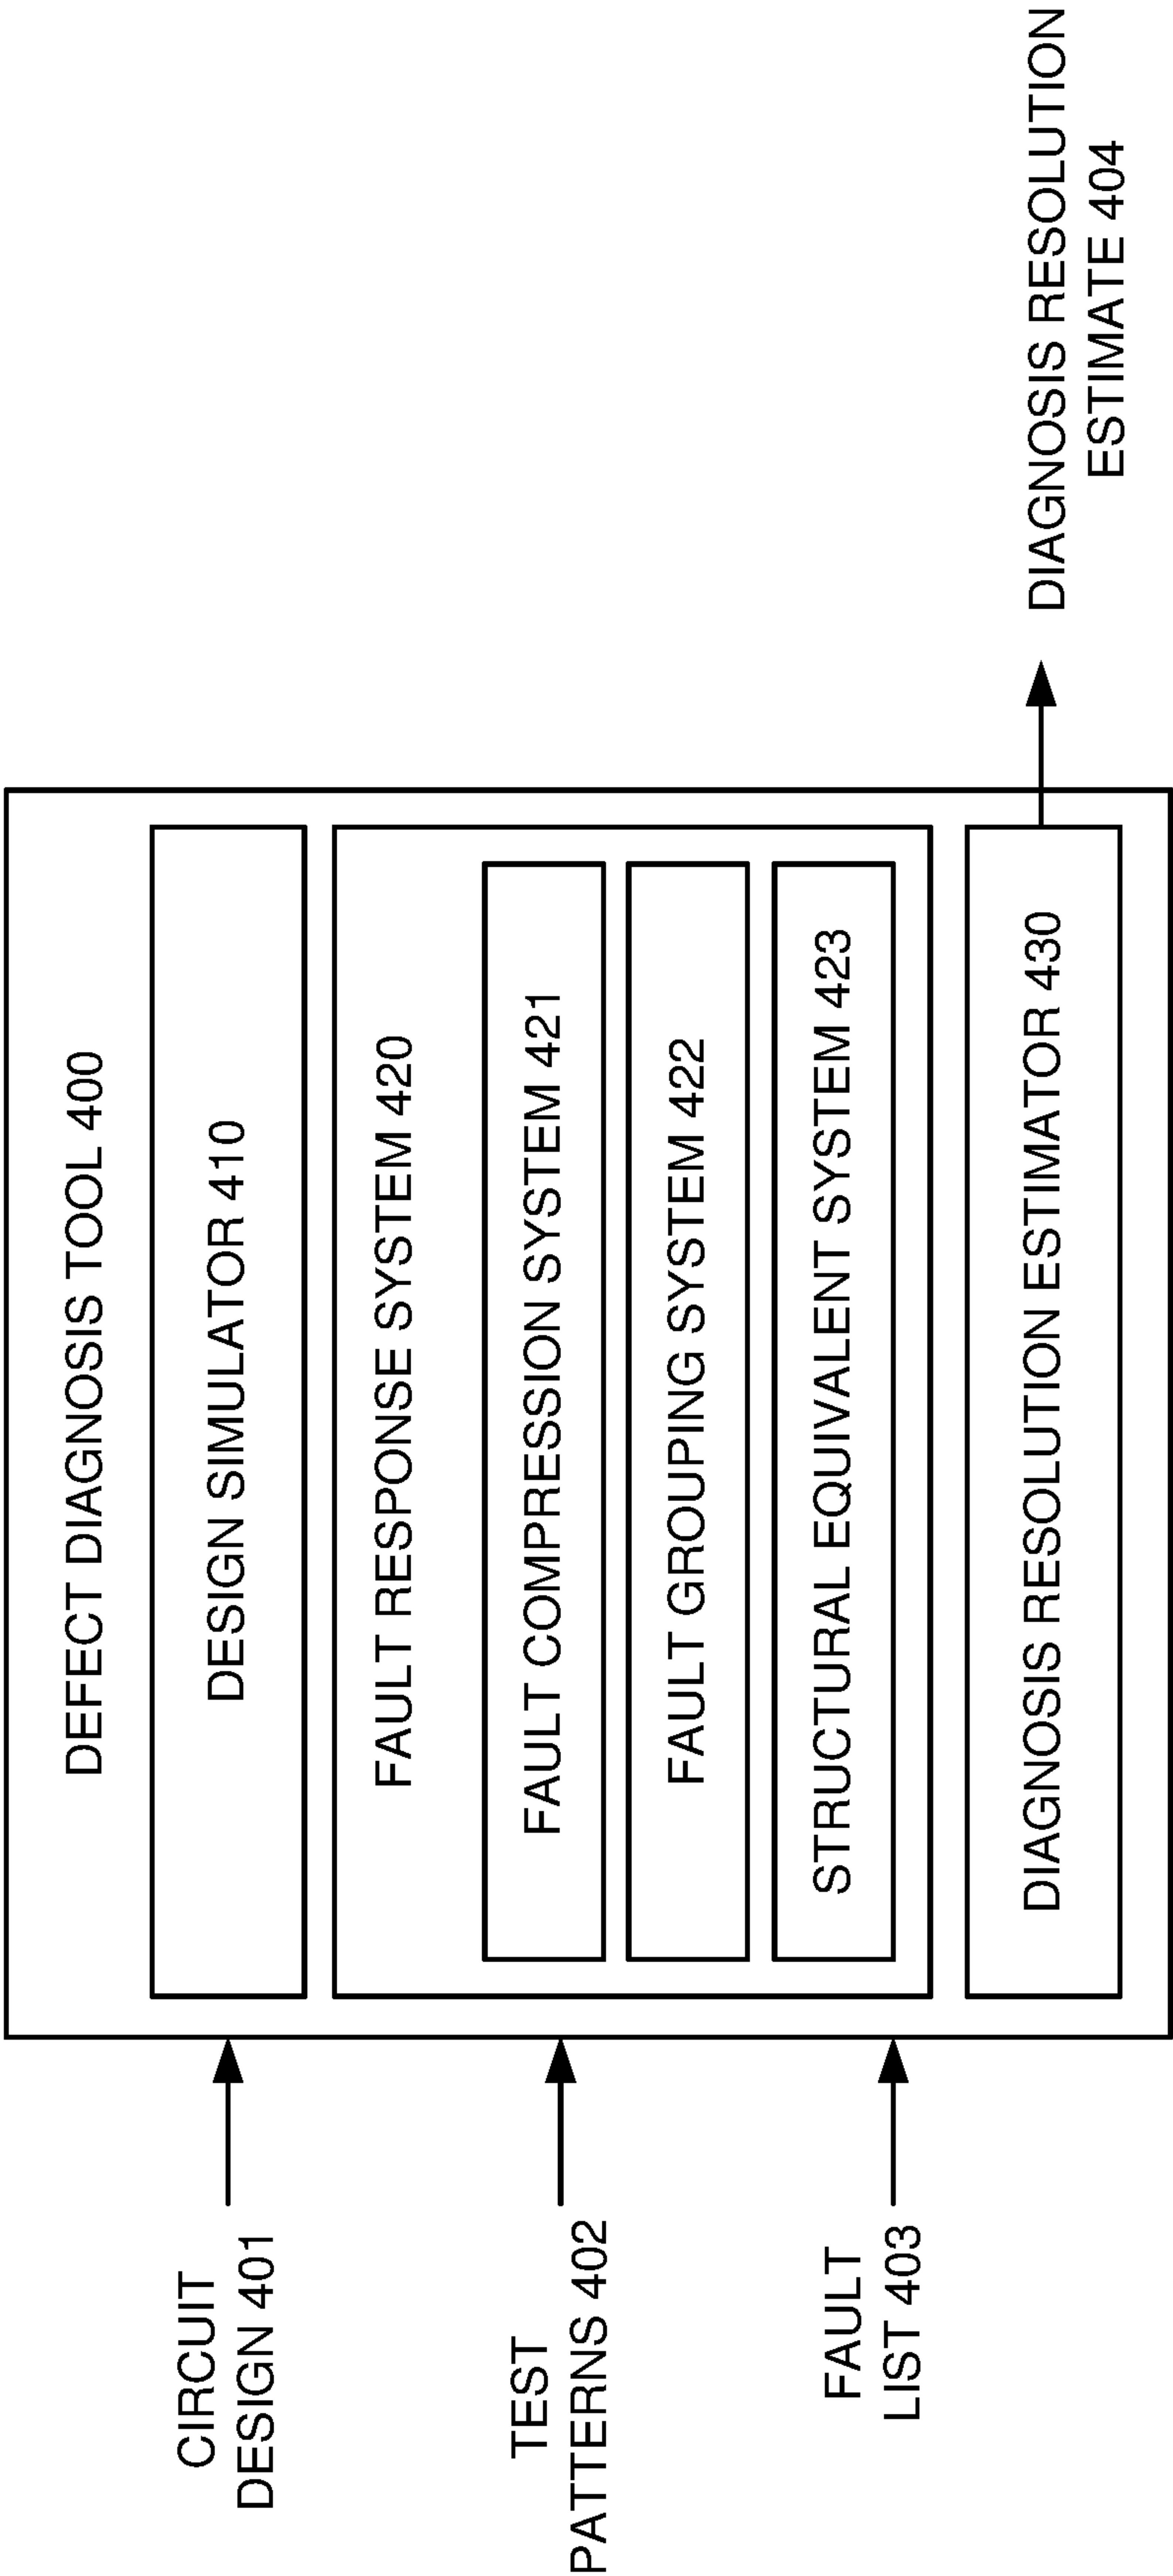 DEFECT DIAGNOSIS TOOL 400
CIRCUIT
DESIGN 401
DESIGN SIMULATOR 410
FAULT RESPONSE SYSTEM 420
TEST
PATTERNS 402
FAULT COMPRESSION SYSTEM 421
FAULT GROUPING SYSTEM 422
FAULT
LIST 403
STRUCTURAL EQUIVALENT SYSTEM 423
DIAGNOSIS RESOLUTION ESTIMATOR 430
DIAGNOSIS RESOLUTION
ESTIMATE 404